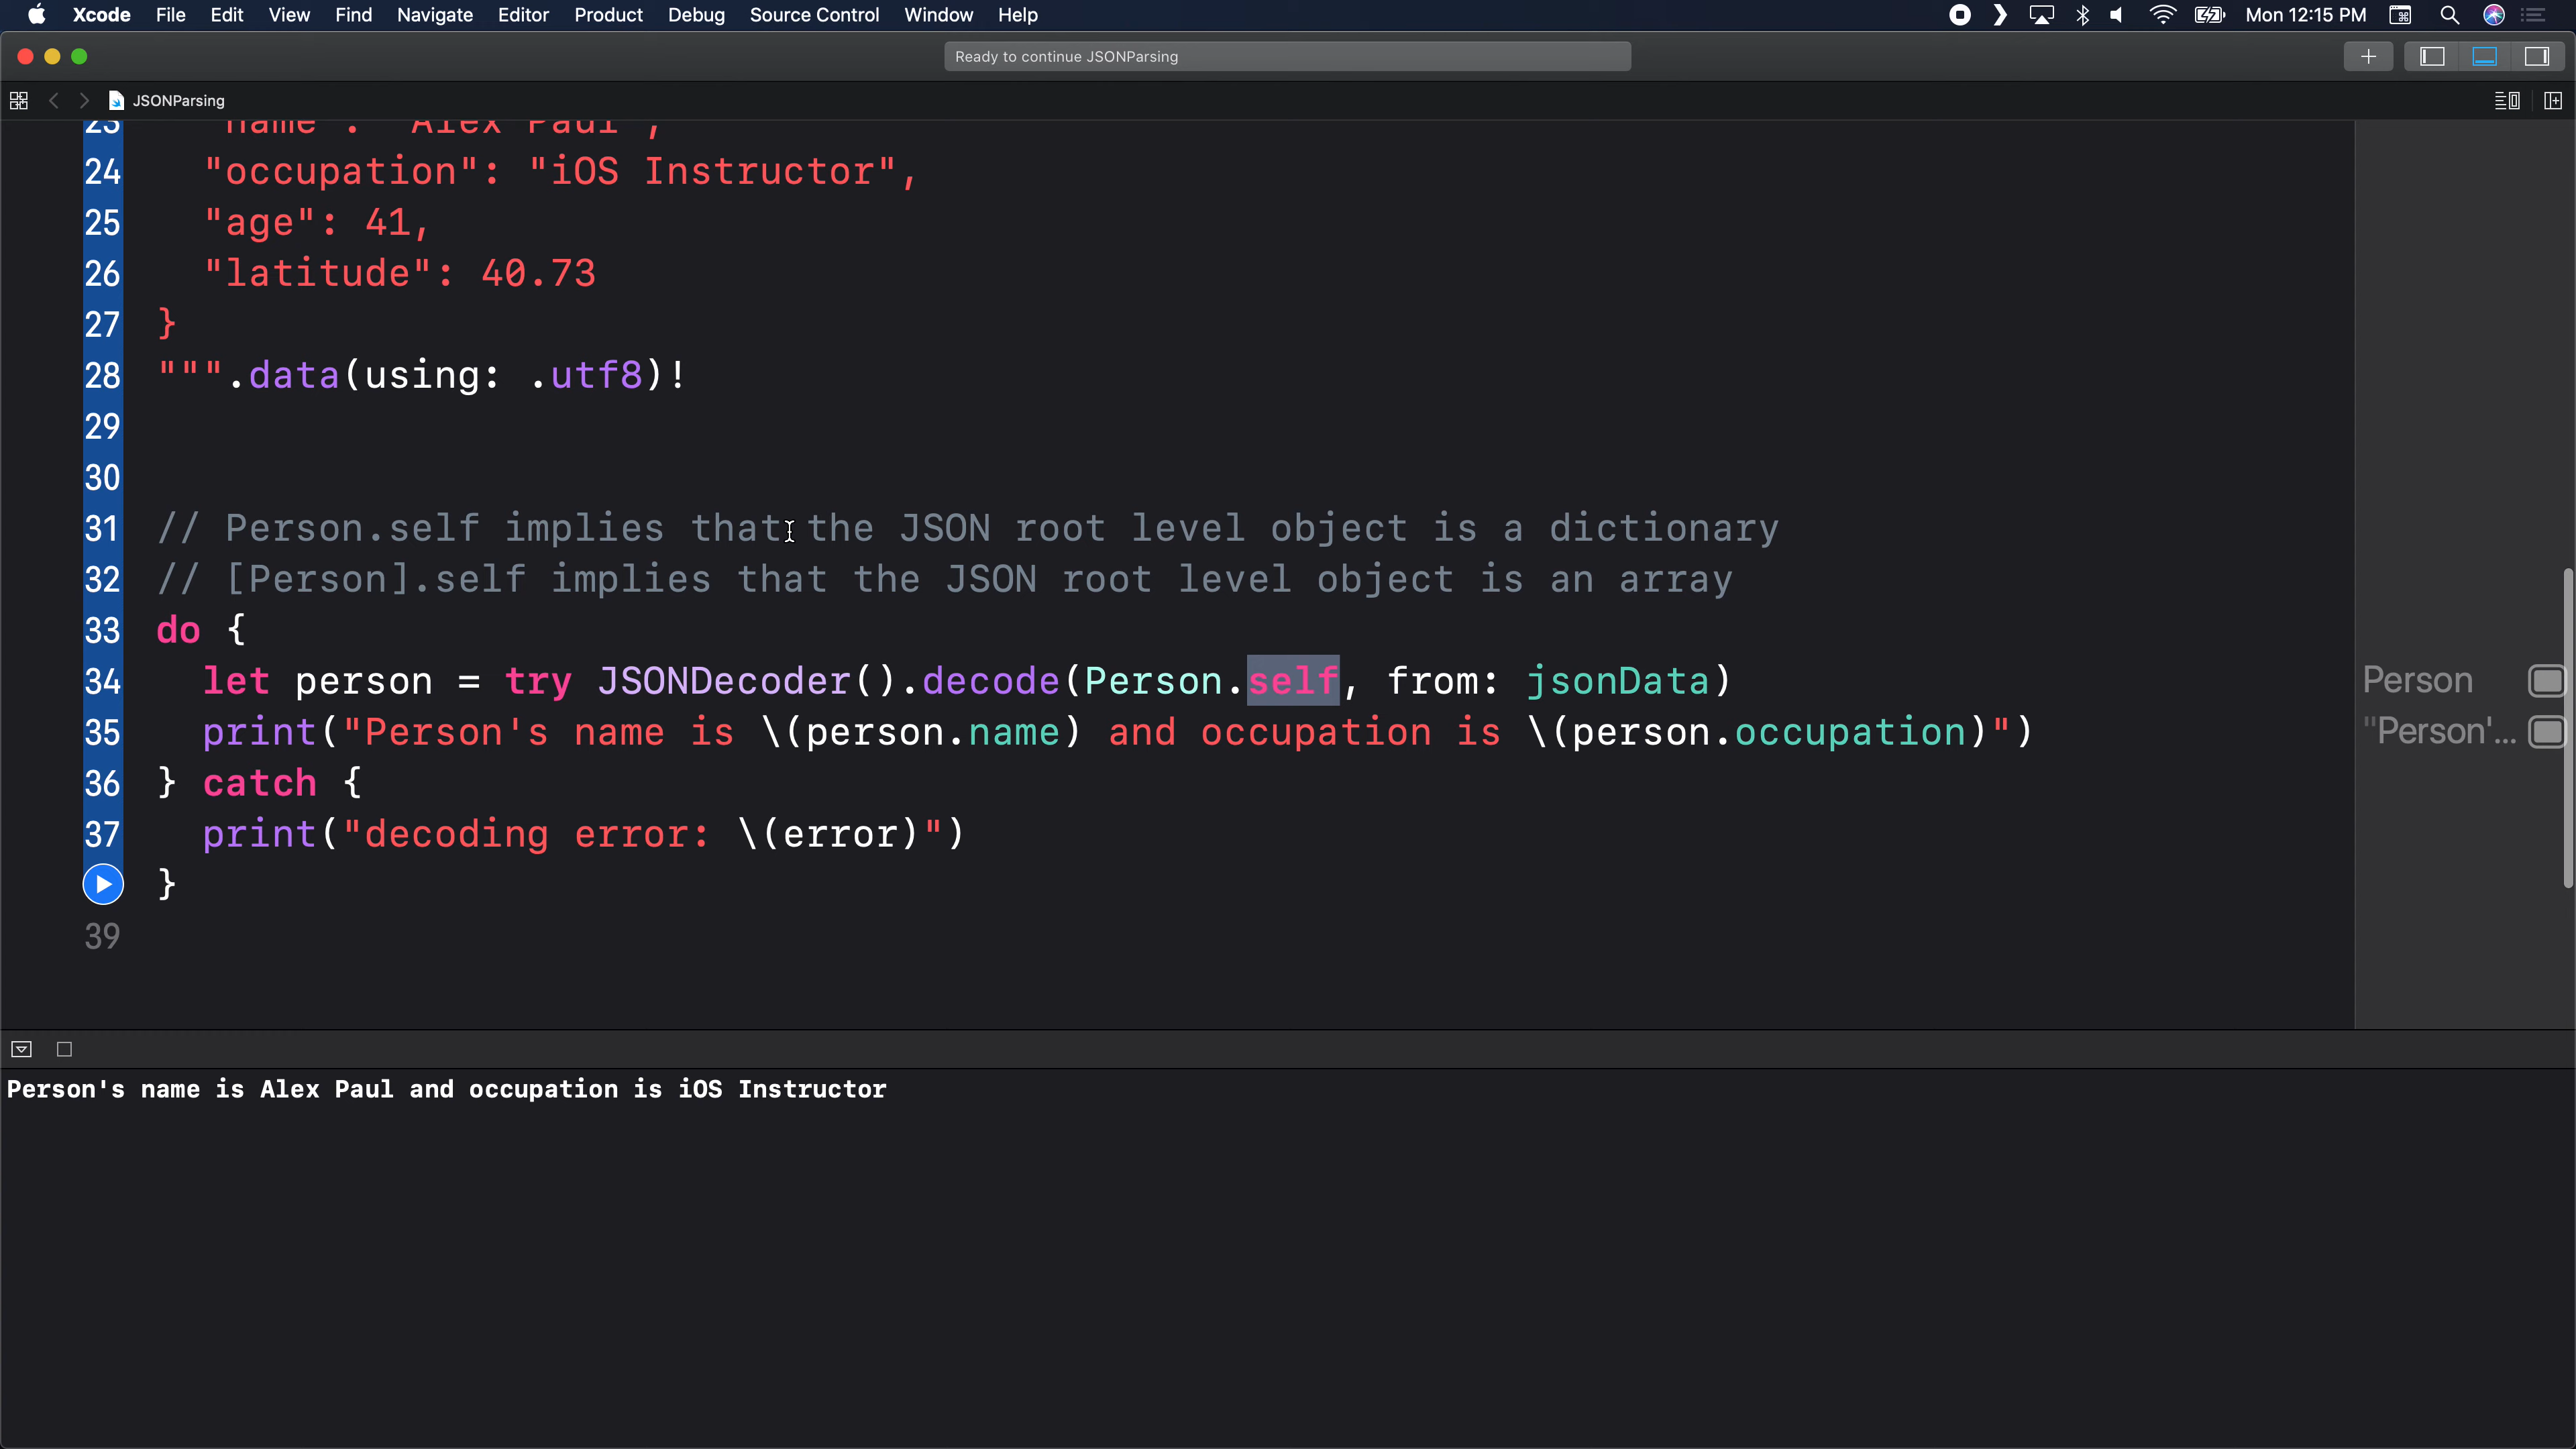 Xcode File Edit View Find Navigate Editor Product Debug Source Control Window Help Mon 12:15 PM
Ready to continue JSONParsing
JSONParsing
23 "name": "Alex Paul",
24 "occupation": "iOS Instructor",
25 "age": 41,
26 "latitude": 40.73
27 }
28 """.data(using: .utf8)!
29
30
31 // Person.self implies that the JSON root level object is a dictionary
32 // [Person].self implies that the JSON root level object is an array
33 do {
34 let person = try JSONDecoder().decode(Person.self, from: jsonData) Person
35 print("Person's name is \(person.name) and occupation is \(person.occupation)") "Person'...
36 } catch {
37 print("decoding error: \(error)")
}
39
Person's name is Alex Paul and occupation is iOS Instructor